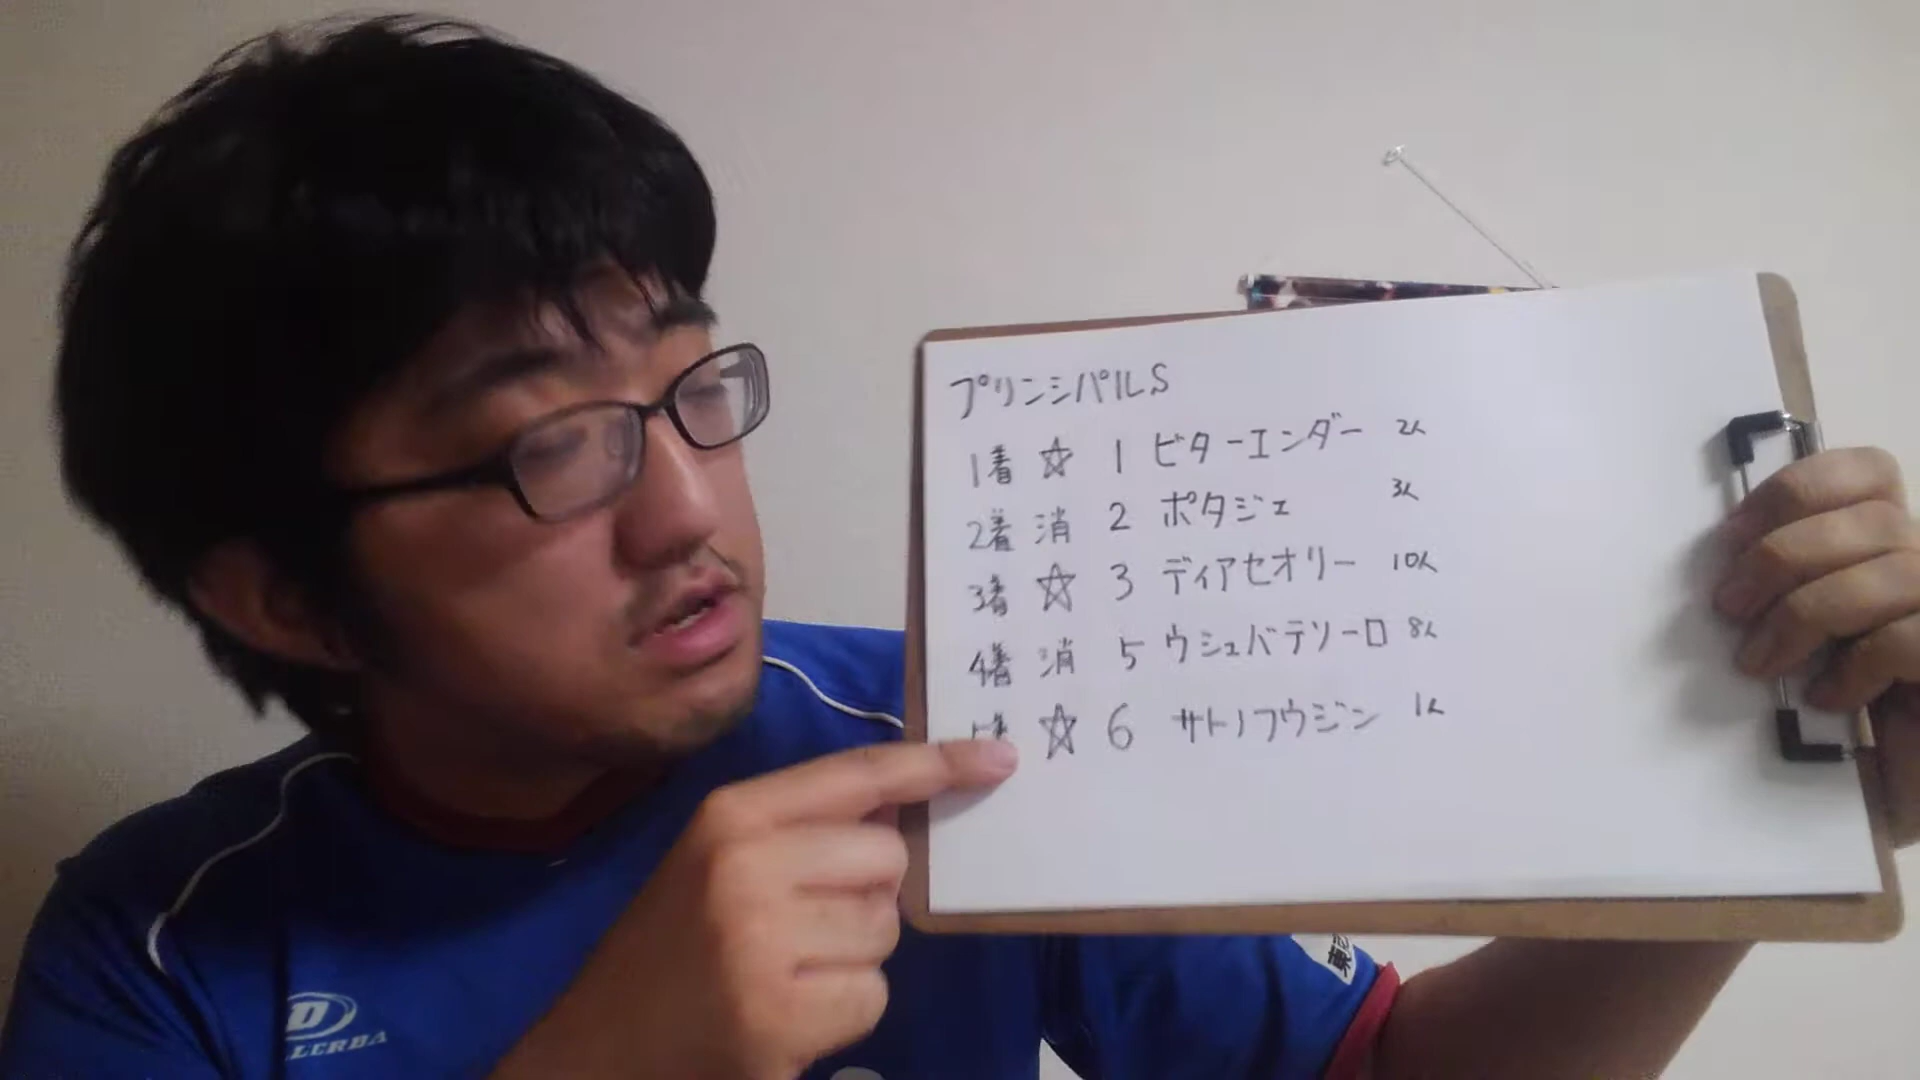 プリンシパルS
1着 ☆ 1 ビターエンダー 2人
2着 消 2 ポタジェ 3人
3着 ☆ 3 ディアセオリー 10人
4着 消 5 ウシュバテソーロ 8人
☆ 6 サトノフウジン 1人